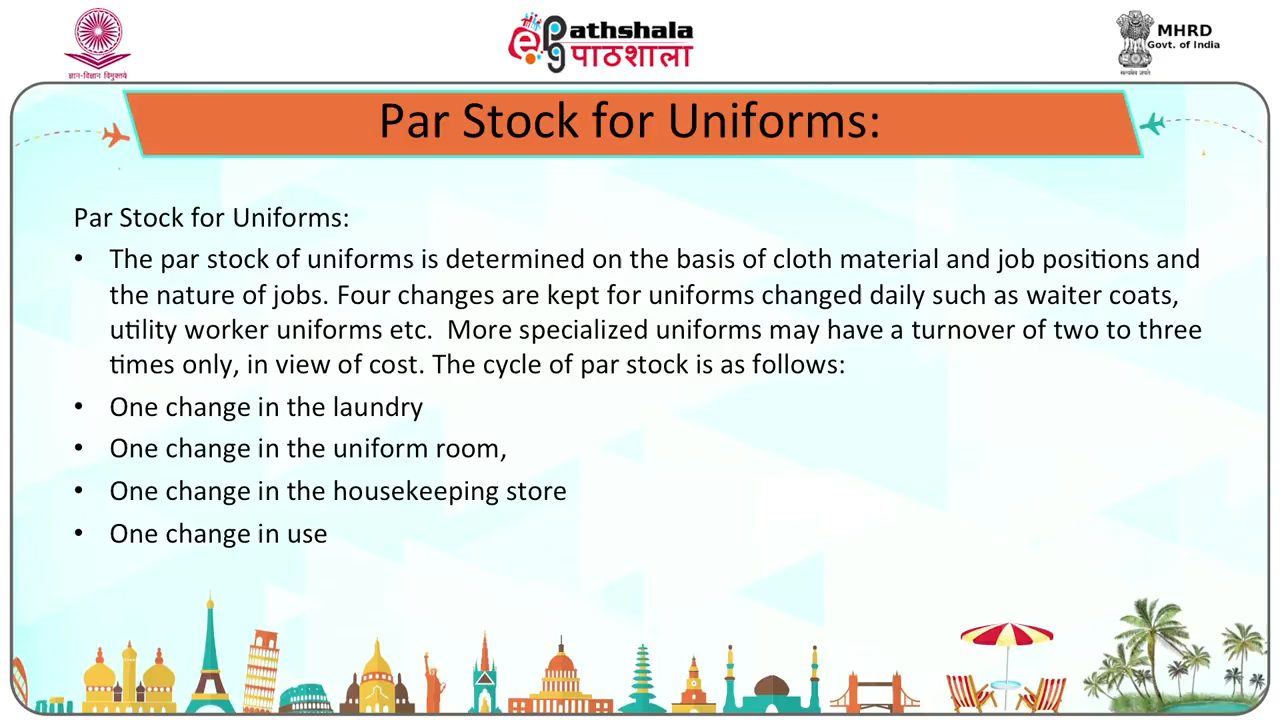 ज्ञान-विज्ञान विमुक्तये
epg Pathshala
पाठशाला
MHRD
Govt. of India
सत्यमेव जयते
Par Stock for Uniforms:
Par Stock for Uniforms:
• The par stock of uniforms is determined on the basis of cloth material and job positions and
the nature of jobs. Four changes are kept for uniforms changed daily such as waiter coats,
utility worker uniforms etc.  More specialized uniforms may have a turnover of two to three
times only, in view of cost. The cycle of par stock is as follows:
• One change in the laundry
• One change in the uniform room,
• One change in the housekeeping store
• One change in use